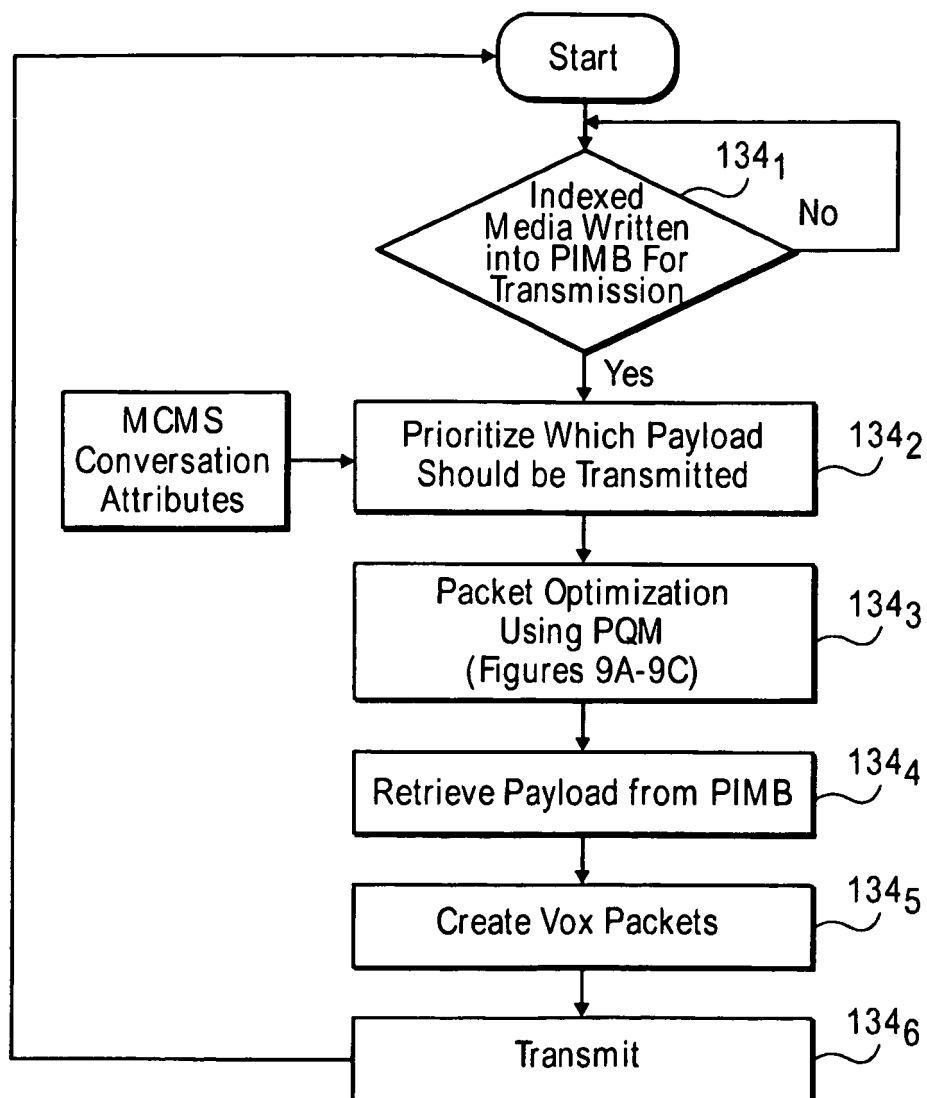 Start
134₁
Indexed
Media Written
into PIMB For
Transmission
No
Yes
MCMS
Conversation
Attributes
Prioritize Which Payload
Should be Transmitted
134₂
Packet Optimization
Using PQM
(Figures 9A-9C)
134₃
Retrieve Payload from PIMB
134₄
Create Vox Packets
134₅
Transmit
134₆